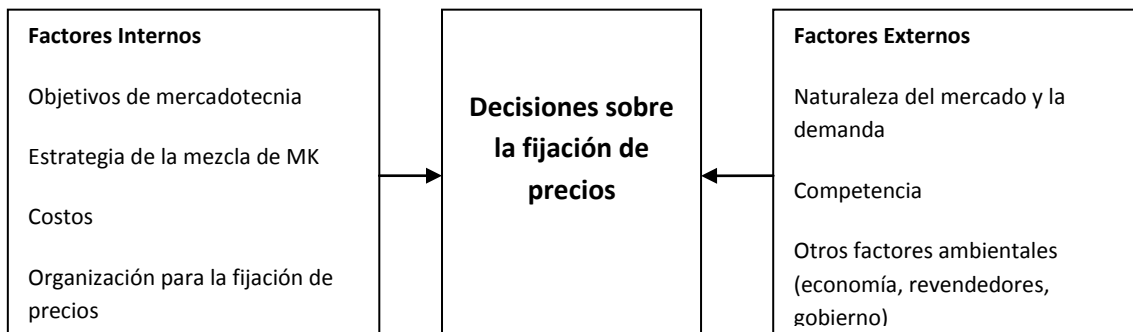 Factores Internos
Objetivos de mercadotecnia
Estrategia de la mezcla de MK
Costos
Organización para la fijación de
precios
Decisiones sobre
la fijación de
precios
Factores Externos
Naturaleza del mercado y la
demanda
Competencia
Otros factores ambientales
(economía, revendedores,
gobierno)